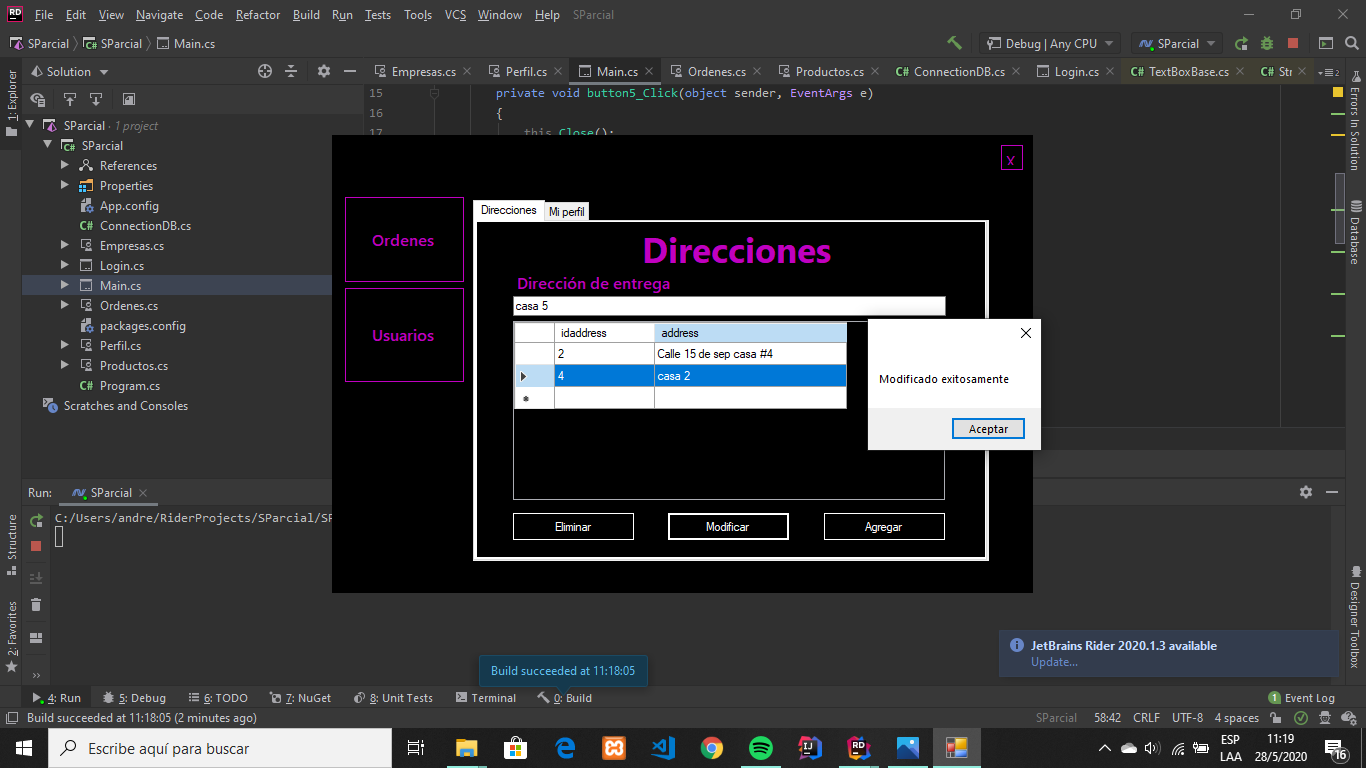 File Edit View Navigate Code Refactor Build Run Tests Tools VCS Window Help SParcial
SParcial SParcial Main.cs Debug | Any CPU SParcial
Solution Empresas.cs Perfil.cs Main.cs Ordenes.cs Productos.cs ConnectionDB.cs Login.cs TextBoxBase.cs Str
1: Explorer
SParcial · 1 project
SParcial
References
Properties
App.config
ConnectionDB.cs
Empresas.cs
Login.cs
Main.cs
Ordenes.cs
packages.config
Perfil.cs
Productos.cs
Program.cs
Scratches and Consoles
15 private void button5_Click(object sender, EventArgs e)
16 {
17 this.Close();
X
Ordenes
Usuarios
Direcciones Mi perfil
Direcciones
Dirección de entrega
casa 5
idaddress address
2 Calle 15 de sep casa #4
4 casa 2
Eliminar Modificar Agregar
Modificado exitosamente
Aceptar
Errors In Solution
Database
Designer Toolbox
Run: SParcial
C:/Users/andre/RiderProjects/SParcial/SP
Structure
2: Favorites
JetBrains Rider 2020.1.3 available
Update...
Build succeeded at 11:18:05
4: Run 5: Debug 6: TODO 7: NuGet 8: Unit Tests Terminal 0: Build 1 Event Log
Build succeeded at 11:18:05 (2 minutes ago) SParcial 58:42 CRLF UTF-8 4 spaces
Escribe aquí para buscar
ESP
LAA
11:19
28/5/2020
16